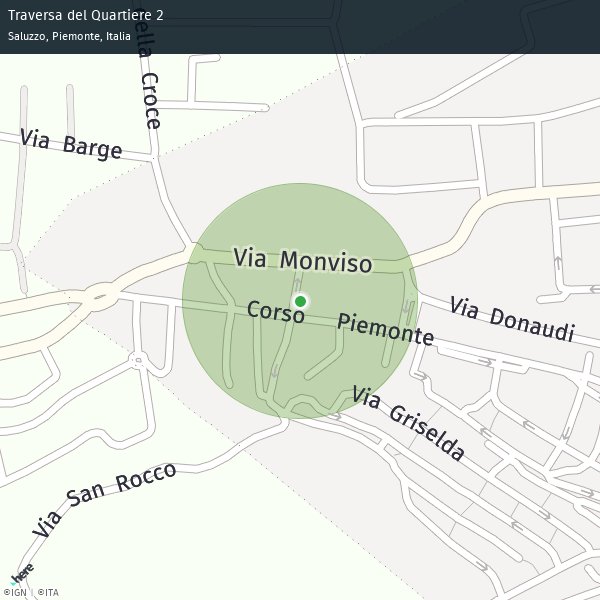 Traversa del Quartiere 2
Saluzzo, Piemonte, Italia
della Croce
Via Barge
Via Monviso
Corso Piemonte
Via Donaudi
Via Griselda
Via San Rocco
here
©IGN | ©ITA